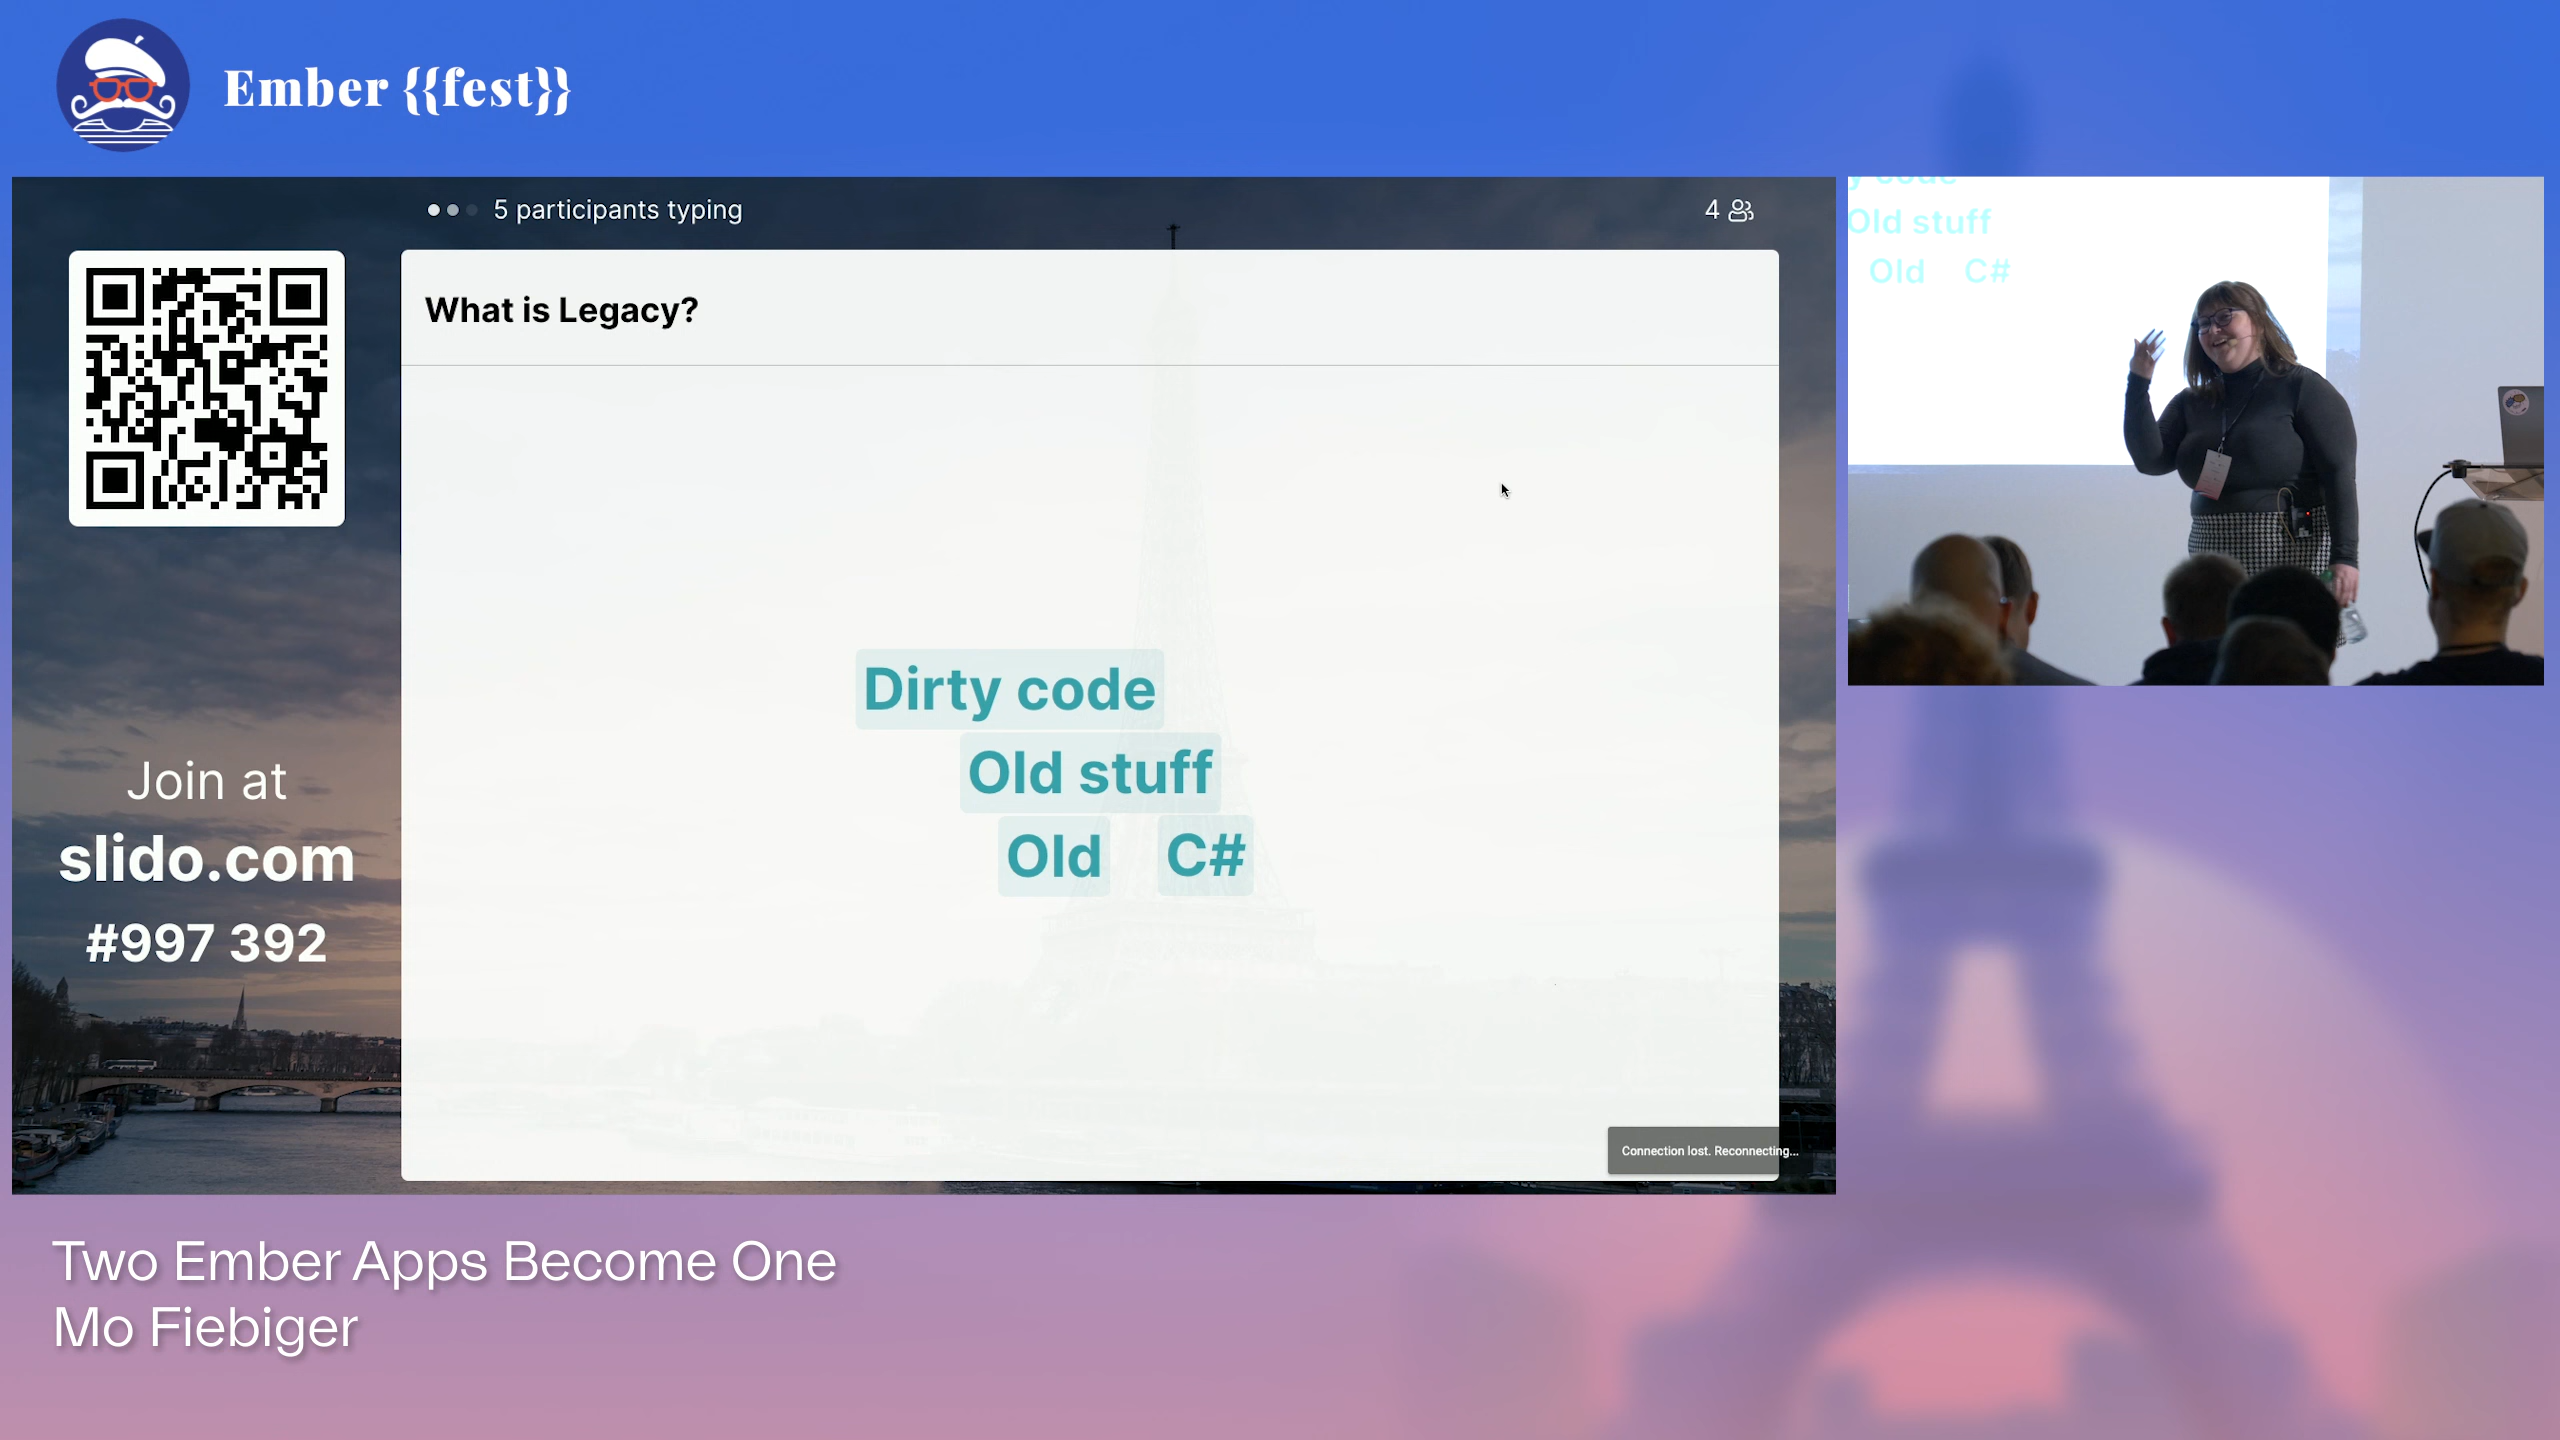 Ember {{fest}}
5 participants typing
4
What is Legacy?
Dirty code
Old stuff
Old C#
Join at
slido.com
#997 392
Connection lost. Reconnecting...
y code
Old stuff
Old C#
Two Ember Apps Become One
Mo Fiebiger